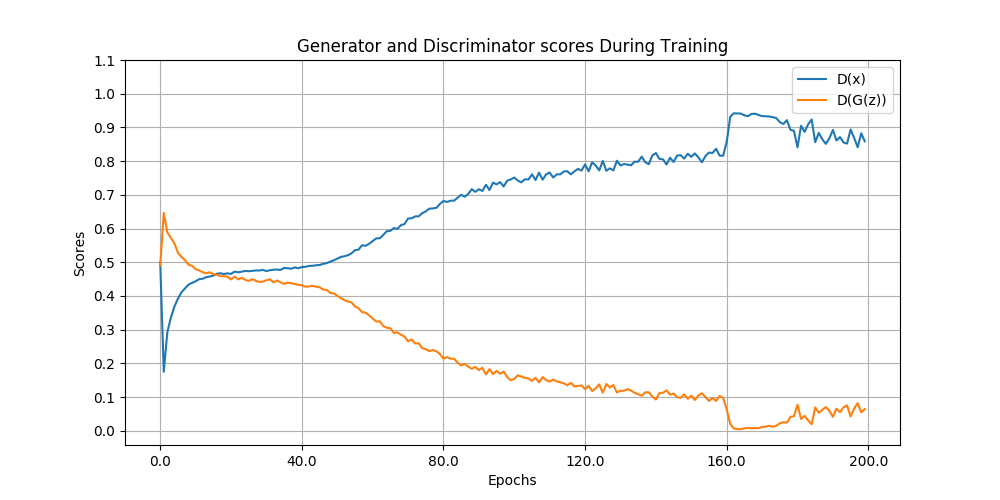 Generator and Discriminator scores During Training
1.1
1.0
0.9
0.8
0.7
0.6
0.5
0.4
0.3
0.2
0.1
0.0
Scores
D(x)
D(G(z))
0.0 40.0 80.0 120.0 160.0 200.0
Epochs